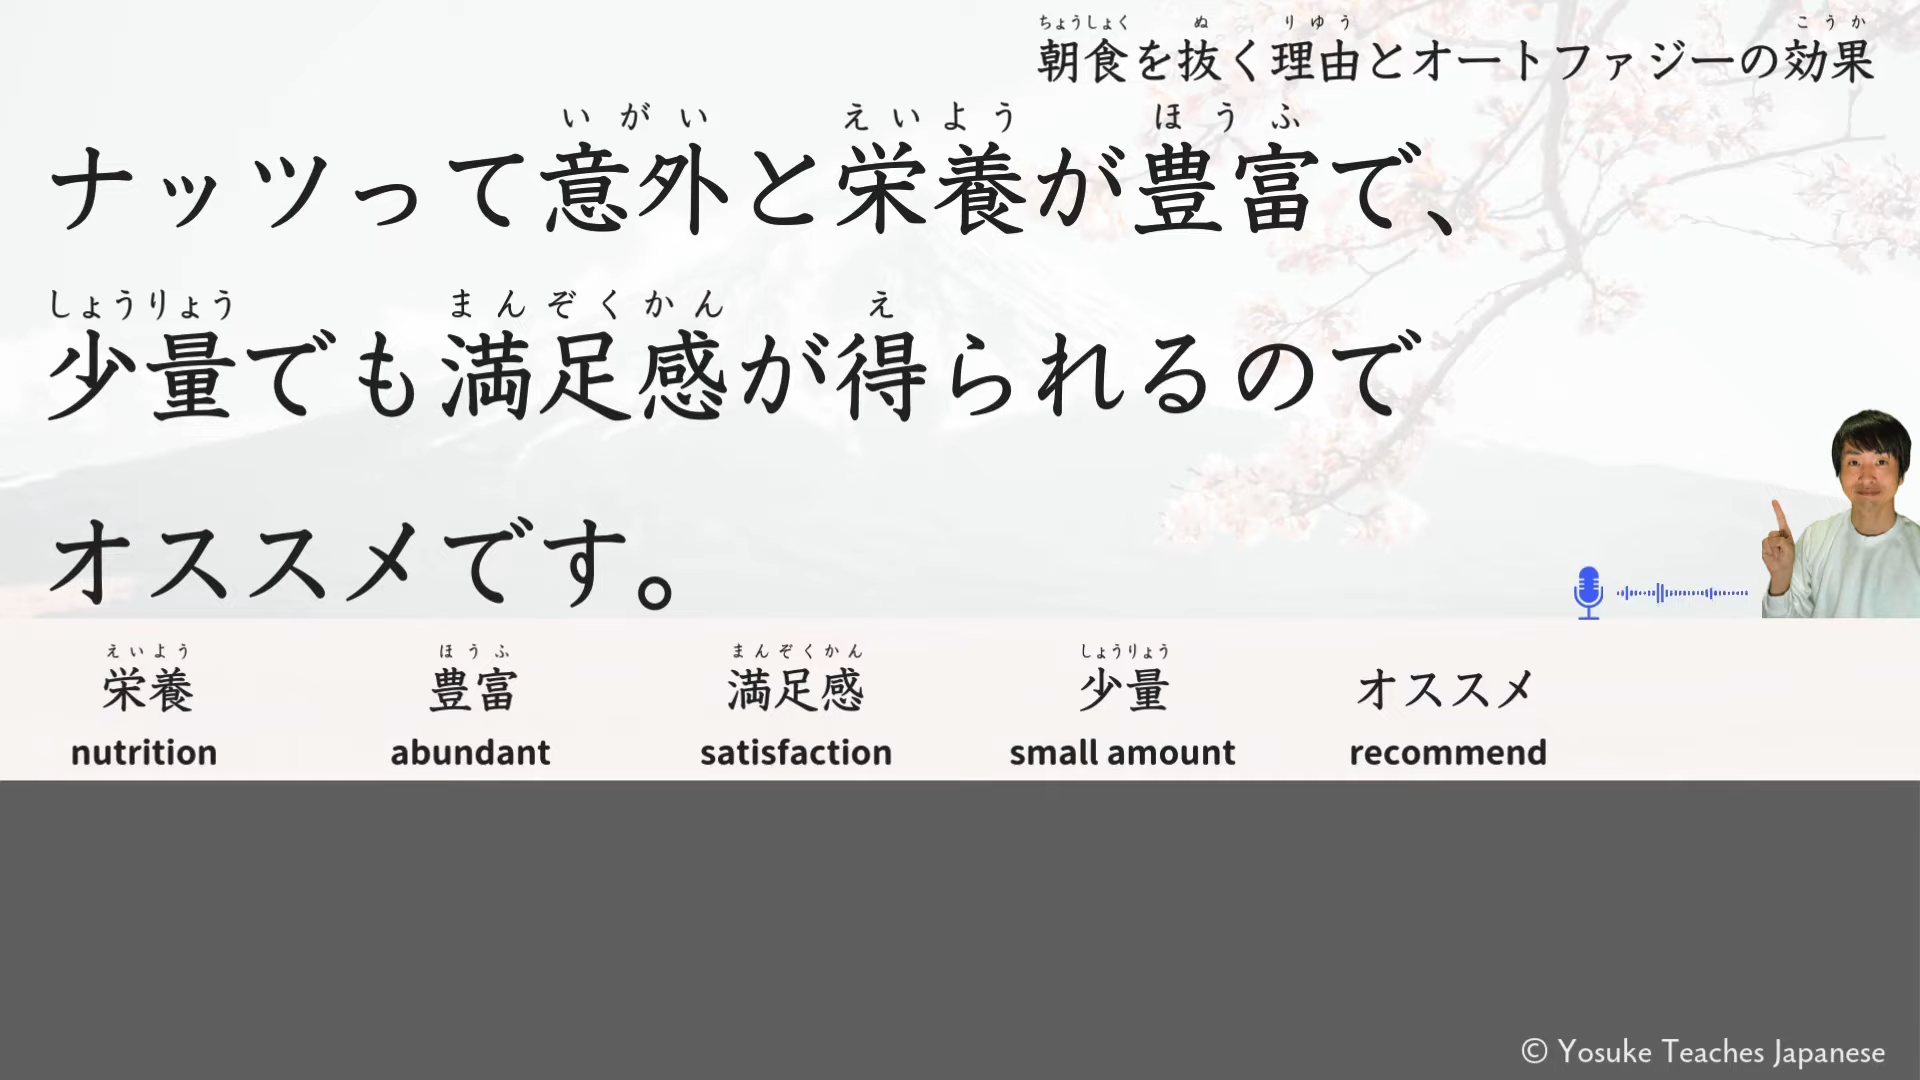 ちょうしょく ぬ りゆう こうか
朝食を抜く理由とオートファジーの効果
いがい えいよう ほうふ
ナッツって意外と栄養が豊富で、
しょうりょう まんぞくかん え
少量でも満足感が得られるので
オススメです。
えいよう ほうふ まんぞくかん しょうりょう
栄養 豊富 満足感 少量 オススメ
nutrition abundant satisfaction small amount recommend
© Yosuke Teaches Japanese